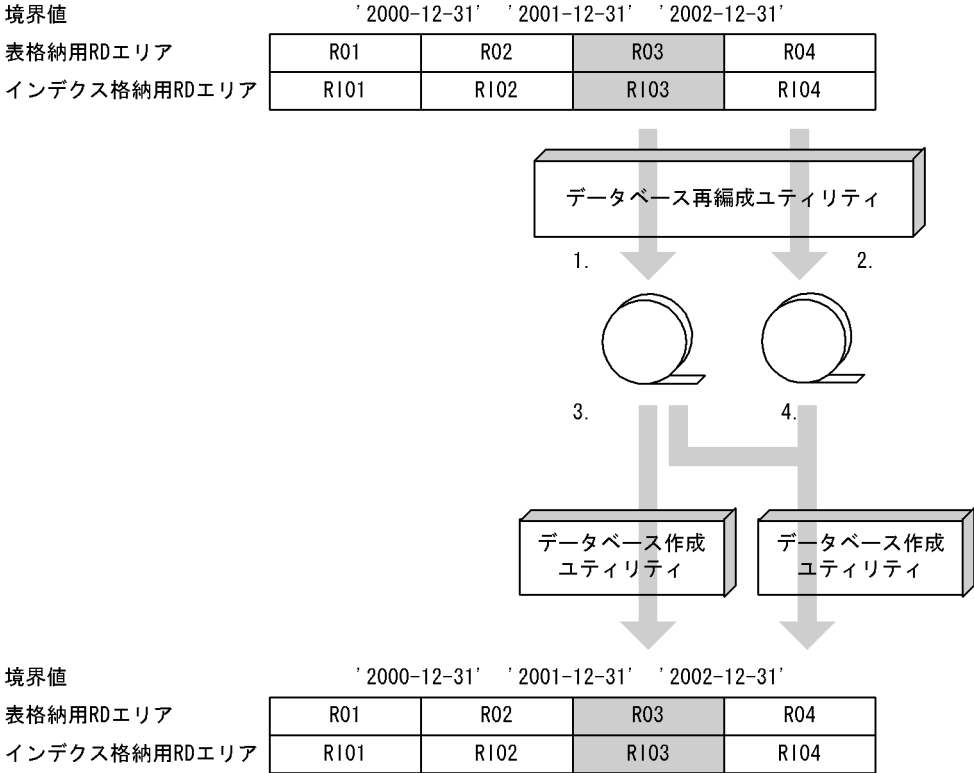 境界値 '2000-12-31' '2001-12-31' '2002-12-31'
表格納用RDエリア R01 R02 R03 R04
インデクス格納用RDエリア RI01 RI02 RI03 RI04
データベース再編成ユティリティ
1. 2.
3. 4.
データベース作成 データベース作成
ユティリティ ユティリティ
境界値 '2000-12-31' '2001-12-31' '2002-12-31'
表格納用RDエリア R01 R02 R03 R04
インデクス格納用RDエリア RI01 RI02 RI03 RI04